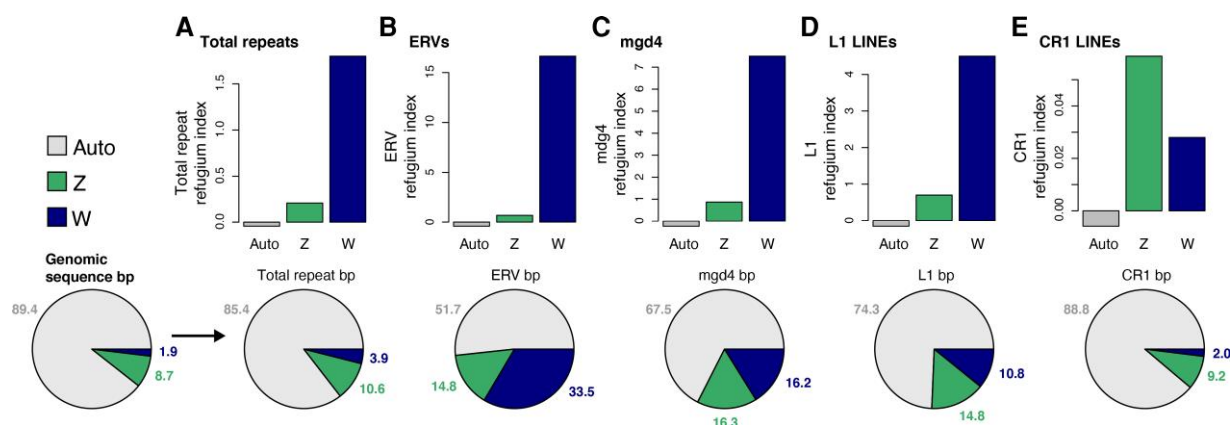 A Total repeats
Total repeat
refugium index
0.0 0.5 1.0 1.5
Auto Z W
B ERVs
ERV
refugium index
0 5 10 15
Auto Z W
C mgd4
mdg4
refugium index
0 1 2 3 4 5 6 7
Auto Z W
D L1 LINEs
L1
refugium index
0 1 2 3 4
Auto Z W
E CR1 LINEs
CR1
refugium index
0.00 0.02 0.04
Auto Z W
Auto
Z
W
Genomic
sequence bp
89.4
1.9
8.7
Total repeat bp
85.4
3.9
10.6
ERV bp
51.7
14.8
33.5
mgd4 bp
67.5
16.2
16.3
L1 bp
74.3
10.8
14.8
CR1 bp
88.8
2.0
9.2